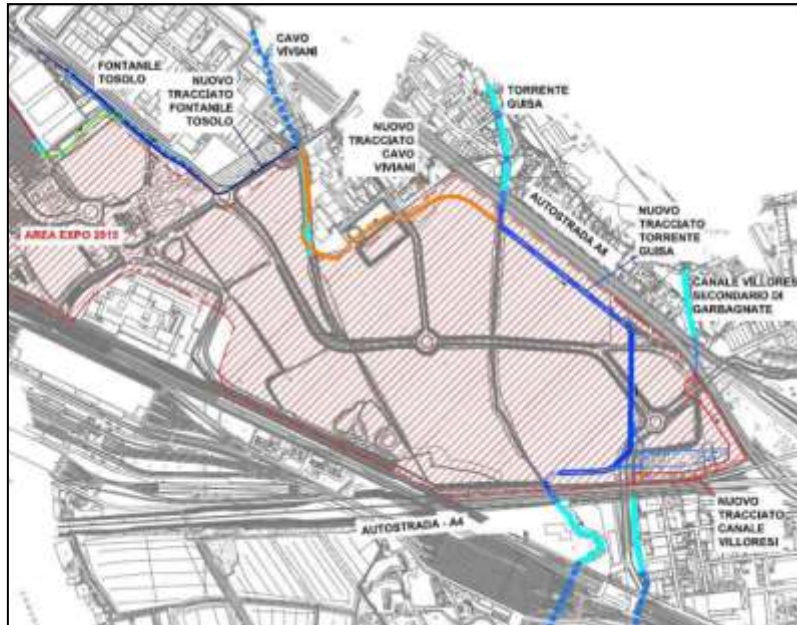 CAVO
VIVIANI
FONTANILE
TOSOLO
NUOVO
TRACCIATO
FONTANILE
TOSOLO
TORRENTE
GUISA
NUOVO
TRACCIATO
CAVO
VIVIANI
AUTOSTRADA A8
NUOVO
TRACCIATO
TORRENTE
GUISA
AREA EXPO 2015
CANALE VILLORESI
SECONDARIO DI
GARBAGNATE
NUOVO
TRACCIATO
CANALE
VILLORESI
AUTOSTRADA - A4